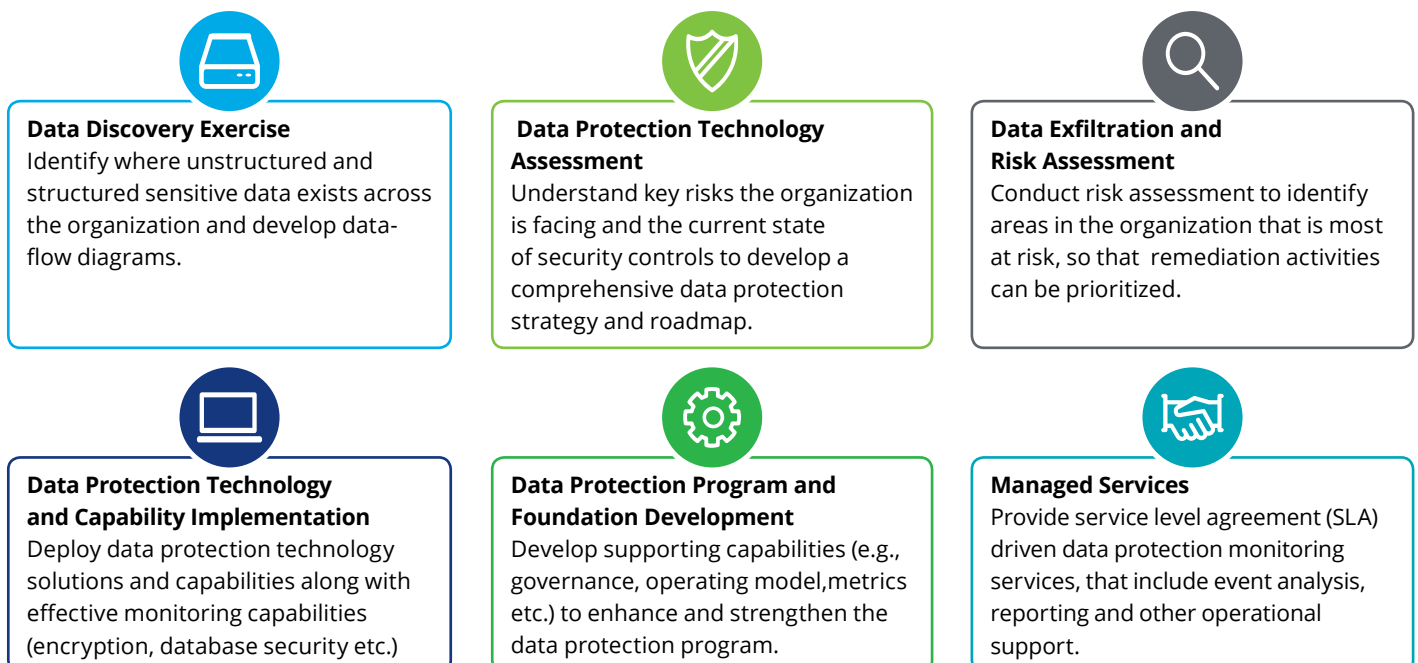 Data Discovery Exercise
Identify where unstructured and
structured sensitive data exists across
the organization and develop data-
flow diagrams.
Data Protection Technology
Assessment
Understand key risks the organization
is facing and the current state
of security controls to develop a
comprehensive data protection
strategy and roadmap.
Data Exfiltration and
Risk Assessment
Conduct risk assessment to identify
areas in the organization that is most
at risk, so that remediation activities
can be prioritized.
Data Protection Technology
and Capability Implementation
Deploy data protection technology
solutions and capabilities along with
effective monitoring capabilities
(encryption, database security etc.)
Data Protection Program and
Foundation Development
Develop supporting capabilities (e.g.,
governance, operating model,metrics
etc.) to enhance and strengthen the
data protection program.
Managed Services
Provide service level agreement (SLA)
driven data protection monitoring
services, that include event analysis,
reporting and other operational
support.